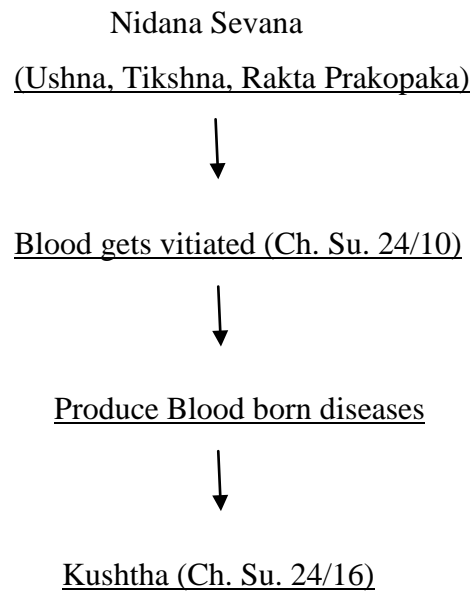 Nidana Sevana
(Ushna, Tikshna, Rakta Prakopaka)
Blood gets vitiated (Ch. Su. 24/10)
Produce Blood born diseases
Kushtha (Ch. Su. 24/16)